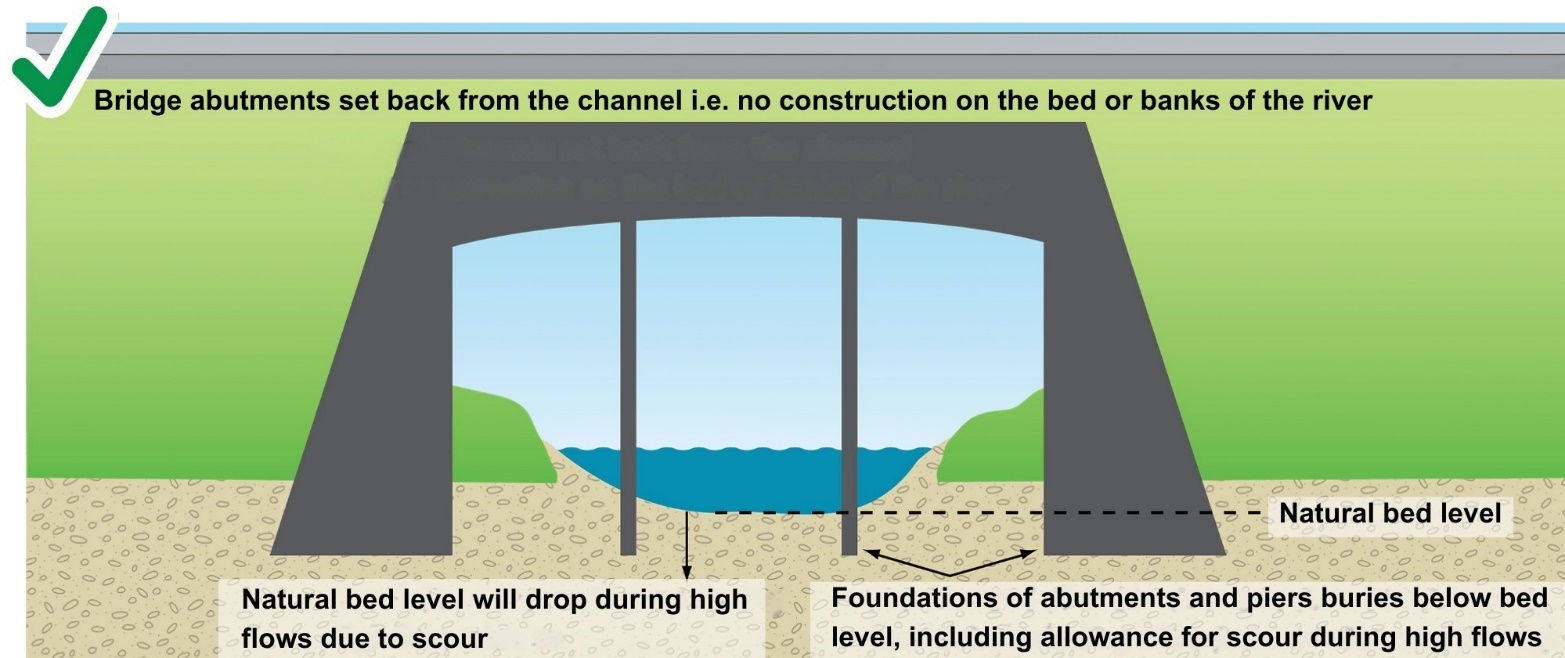 Bridge abutments set back from the channel i.e. no construction on the bed or banks of the river
Natural bed level
Natural bed level will drop during high
flows due to scour
Foundations of abutments and piers buries below bed
level, including allowance for scour during high flows